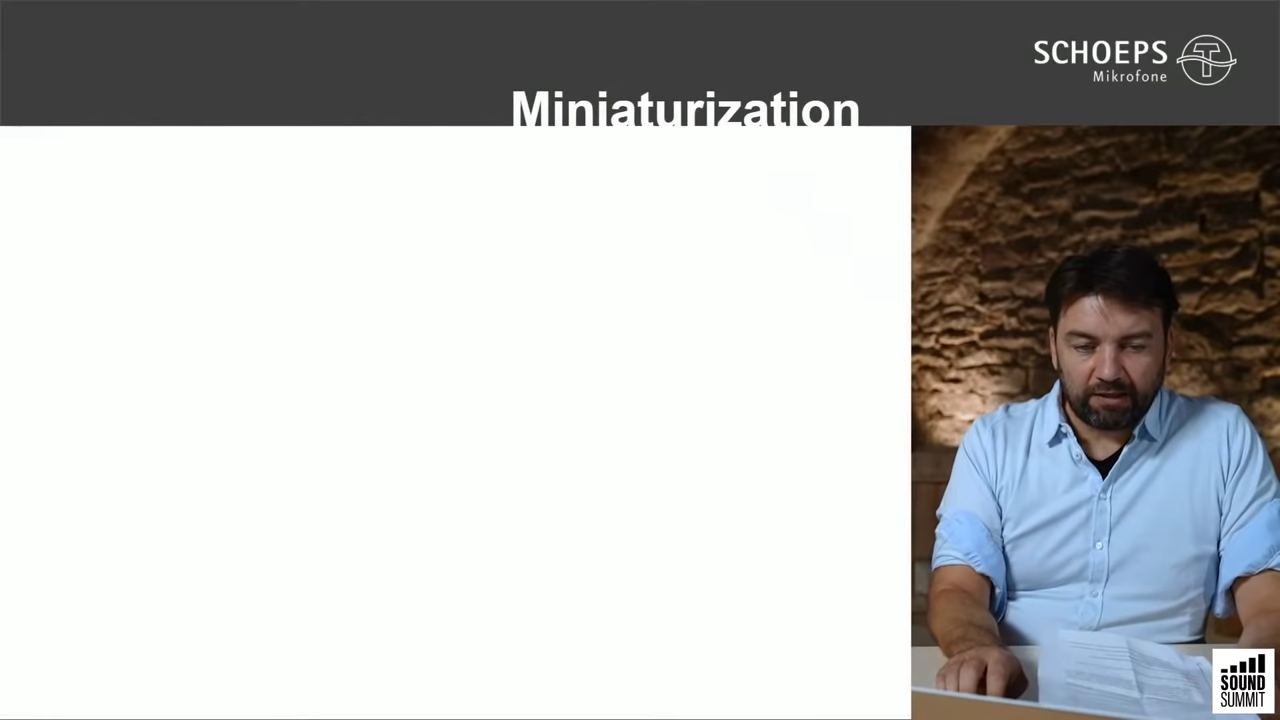 SCHOEPS
Mikrofone
Miniaturization
SOUND
SUMMIT